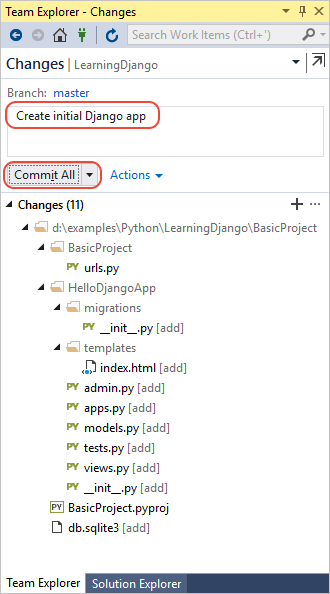 Team Explorer - Changes
Search Work Items (Ctrl+')
Changes | LearningDjango
Branch: master
Create initial Django app
Commit All
Actions
Changes (11)
d:\examples\Python\LearningDjango\BasicProject
BasicProject
PY urls.py
HelloDjangoApp
migrations
PY __init__.py [add]
templates
index.html [add]
PY admin.py [add]
PY apps.py [add]
PY models.py [add]
PY tests.py [add]
PY views.py [add]
PY __init__.py [add]
PY BasicProject.pyproj
db.sqlite3 [add]
Team Explorer Solution Explorer